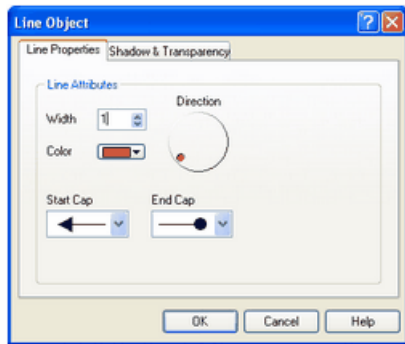 Line Object
Line Properties Shadow & Transparency
Line Attributes
Direction
Width 1
Color
Start Cap End Cap
OK Cancel Help